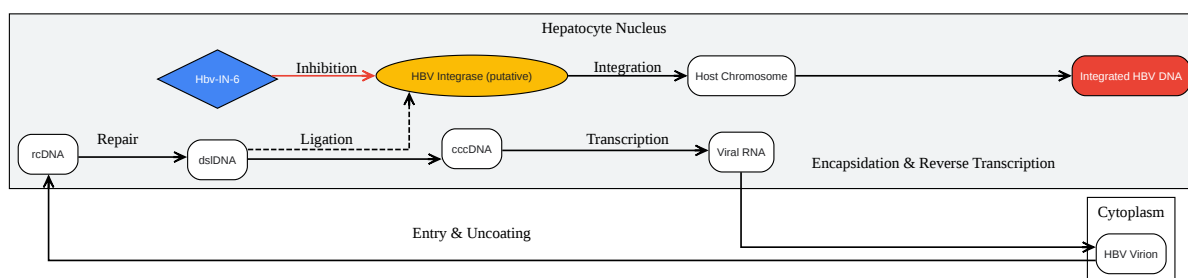 Hepatocyte Nucleus
Hbv-IN-6
Inhibition
HBV Integrase (putative)
Integration
Host Chromosome
Integrated HBV DNA
rcDNA
Repair
dslDNA
Ligation
cccDNA
Transcription
Viral RNA
Encapsidation & Reverse Transcription
Entry & Uncoating
Cytoplasm
HBV Virion